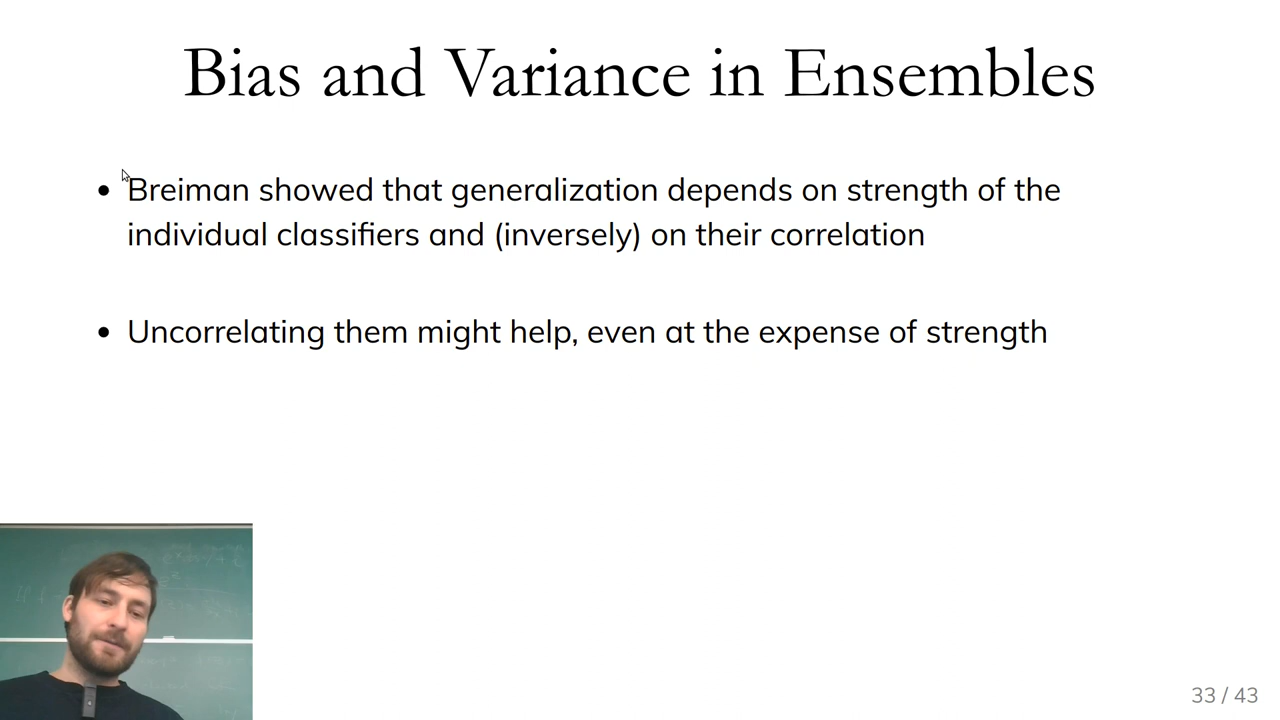 Bias and Variance in Ensembles
• Breiman showed that generalization depends on strength of the
individual classifiers and (inversely) on their correlation
• Uncorrelating them might help, even at the expense of strength
33 / 43